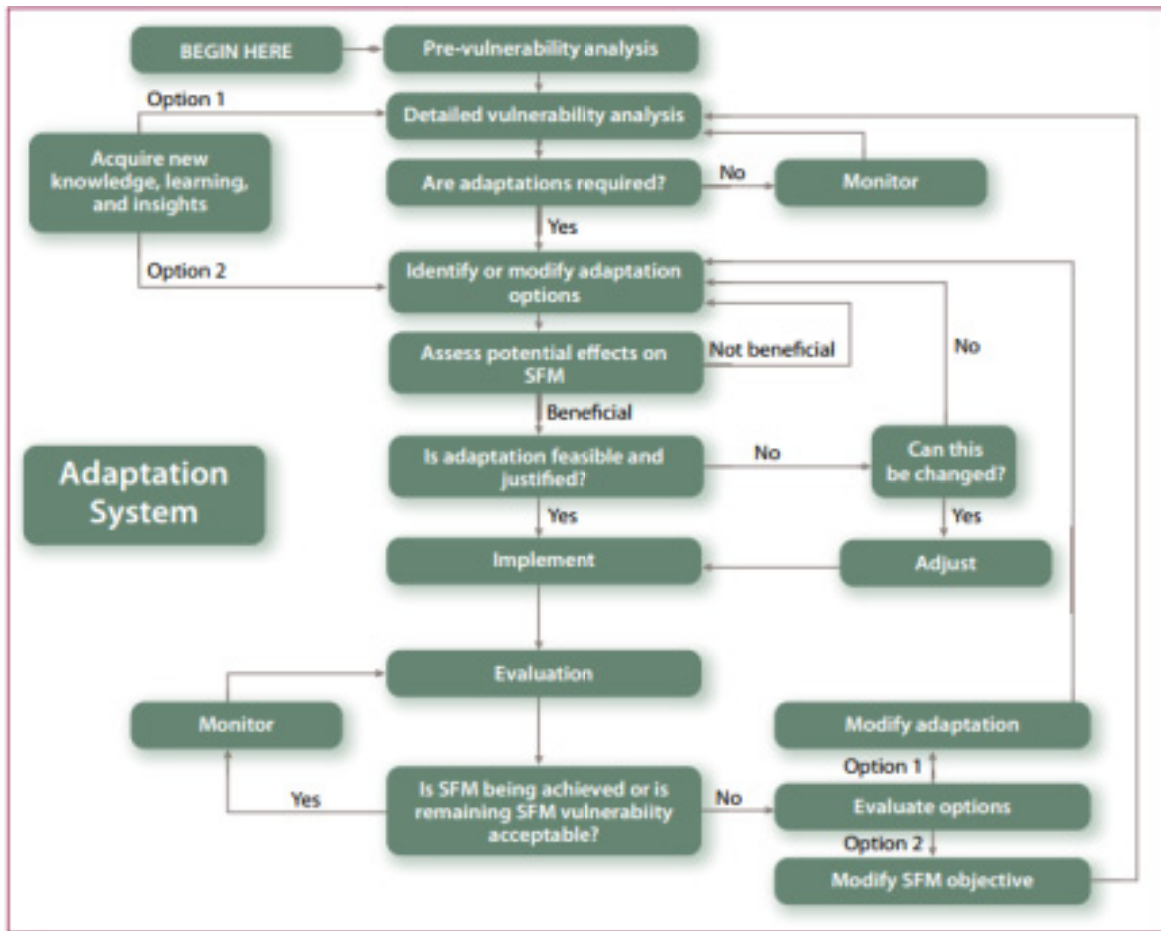 BEGIN HERE
Pre-vulnerability analysis
Option 1
Detailed vulnerability analysis
Acquire new
knowledge, learning,
and insights
Are adaptations required?
No
Monitor
Yes
Option 2
Identify or modify adaptation
options
Assess potential effects on
SFM
Not beneficial
No
Beneficial
Adaptation
System
Is adaptation feasible and
justified?
No
Can this
be changed?
Yes
Yes
Implement
Adjust
Evaluation
Monitor
Modify adaptation
Option 1
Yes
Is SFM being achieved or is
remaining SFM vulnerabiity
acceptable?
No
Evaluate options
Option 2
Modify SFM objective